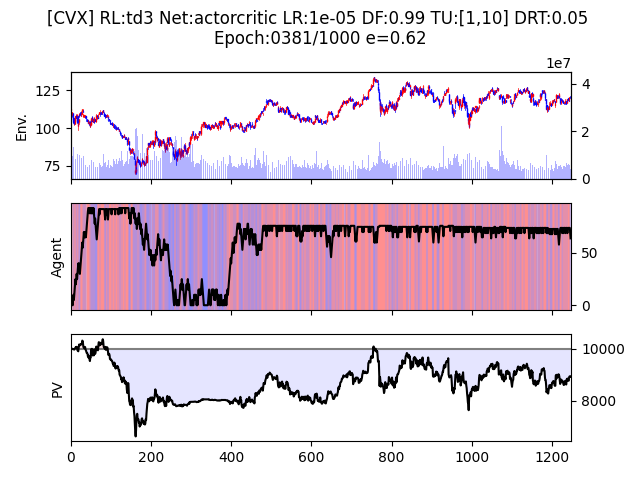 [CVX] RL:td3 Net:actorcritic LR:1e-05 DF:0.99 TU:[1,10] DRT:0.05
Epoch:0381/1000 e=0.62
1e7
125
100
75
Env.
4
2
0
Agent
50
0
PV
10000
8000
0 200 400 600 800 1000 1200